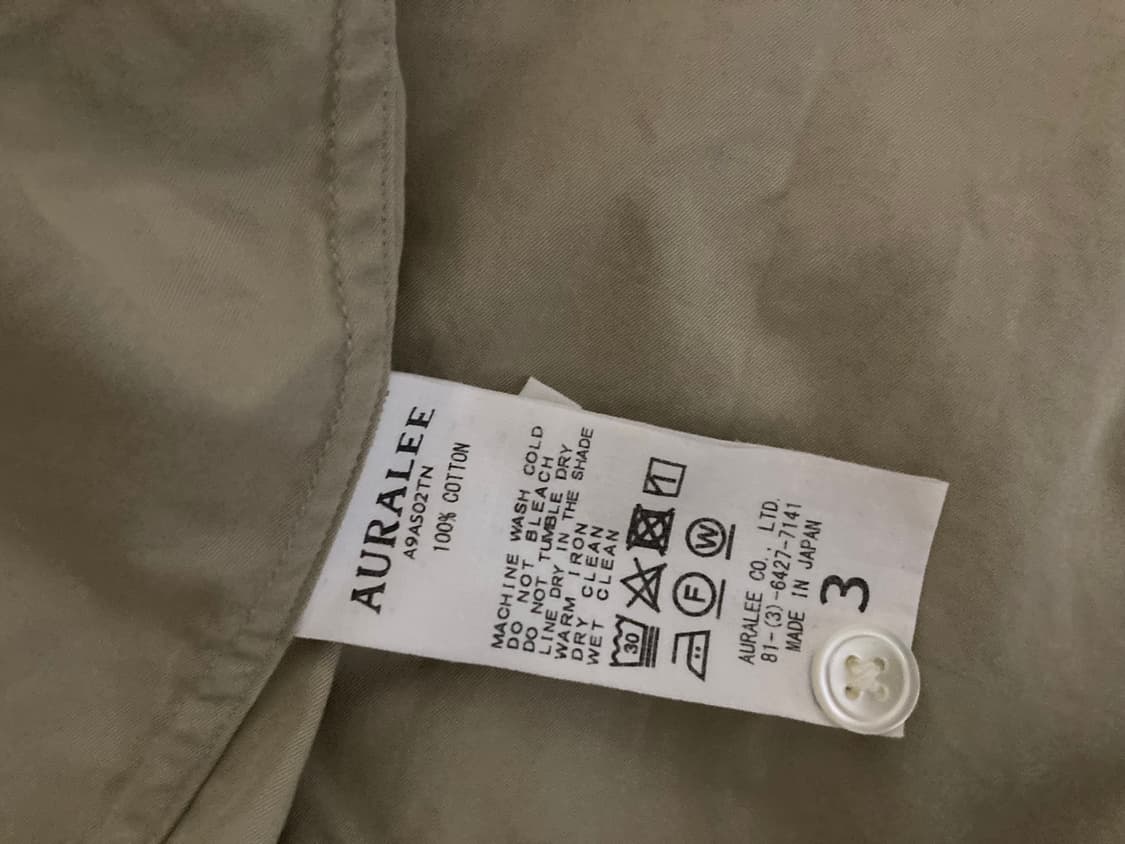 AURALEE
A9AS02TN
100% COTTON
MACHINE WASH COLD
DO NOT BLEACH
DO NOT TUMBLE DRY
LINE DRY IN THE SHADE
WARM IRON
DRY CLEAN
WET CLEAN
30
F W
AURALEE CO., LTD.
81-(3)-6427-7141
MADE IN JAPAN
3